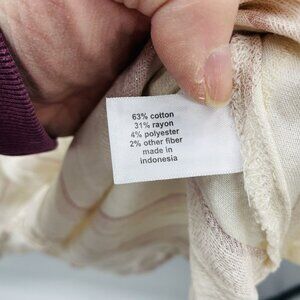 63% cotton
31% rayon
4% polyester
2% other fiber
made in
indonesia